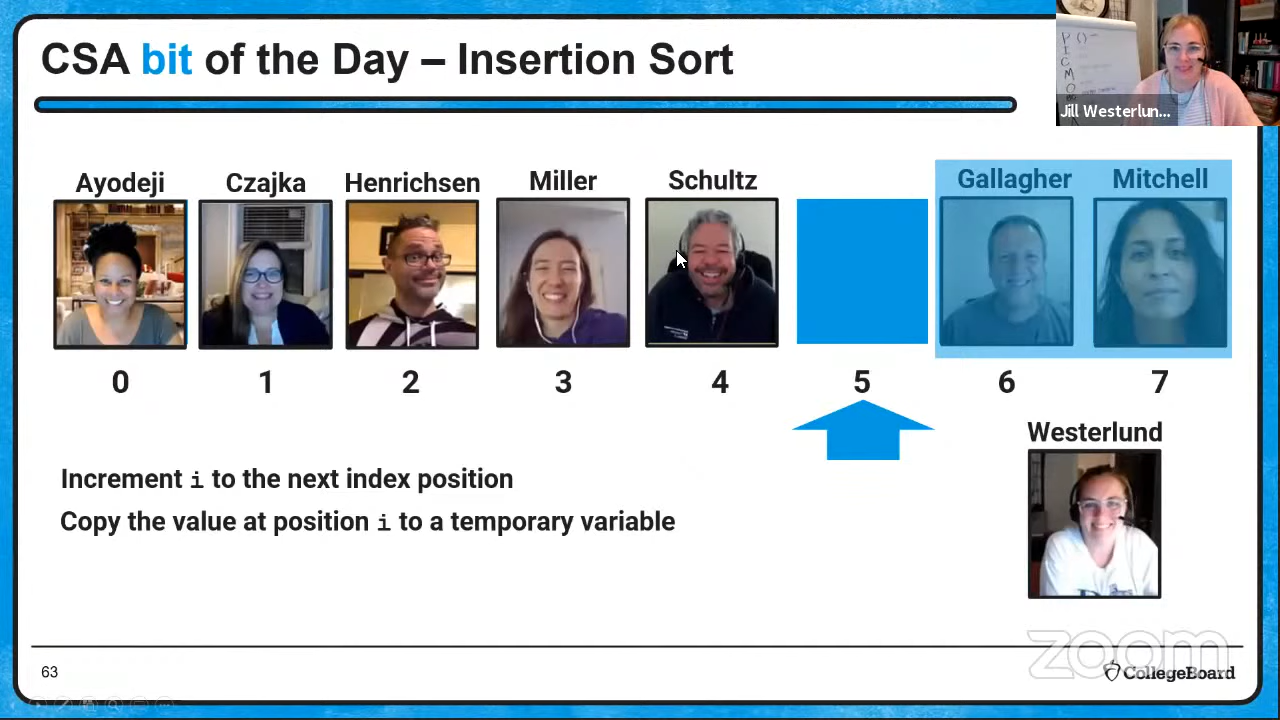 CSA bit of the Day – Insertion Sort
Jill Westerlun...
Ayodeji Czajka Henrichsen Miller Schultz Gallagher Mitchell
0 1 2 3 4 5 6 7
Westerlund
Increment i to the next index position
Copy the value at position i to a temporary variable
63
zoom
CollegeBoard